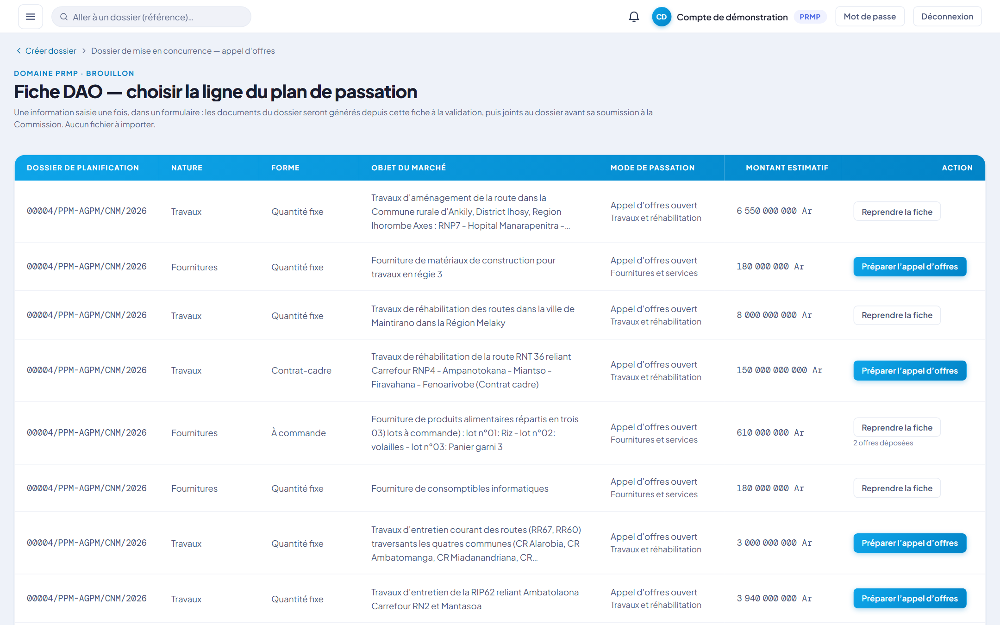 Aller à un dossier (référence)...
CD Compte de démonstration PRMP Mot de passe Déconnexion
Créer dossier > Dossier de mise en concurrence — appel d'offres
DOMAINE PRMP · BROUILLON
Fiche DAO — choisir la ligne du plan de passation
Une information saisie une fois, dans un formulaire : les documents du dossier seront générés depuis cette fiche à la validation, puis joints au dossier avant sa soumission à la
Commission. Aucun fichier à importer.
DOSSIER DE PLANIFICATION NATURE FORME OBJET DU MARCHÉ MODE DE PASSATION MONTANT ESTIMATIF ACTION
00004/PPM-AGPM/CNM/2026 Travaux Quantité fixe
Travaux d'aménagement de la route dans la
Commune rurale d'Ankily, District Ihosy, Region
Ihorombe Axes : RNP7 - Hopital Manarapenitra -...
Appel d'offres ouvert
Travaux et réhabilitation
6 550 000 000 Ar
Reprendre la fiche
00004/PPM-AGPM/CNM/2026 Fournitures Quantité fixe
Fourniture de matériaux de construction pour
travaux en régie 3
Appel d'offres ouvert
Fournitures et services
180 000 000 Ar
Préparer l’appel d’offres
00004/PPM-AGPM/CNM/2026 Travaux Quantité fixe
Travaux de réhabilitation des routes dans la ville de
Maintirano dans la Région Melaky
Appel d'offres ouvert
Travaux et réhabilitation
8 000 000 000 Ar
Reprendre la fiche
00004/PPM-AGPM/CNM/2026 Travaux Contrat-cadre
Travaux de réhabilitation de la route RNT 36 reliant
Carrefour RNP4 - Ampanotokana - Miantso -
Firavahana - Fenoarivobe (Contrat cadre)
Appel d'offres ouvert
Travaux et réhabilitation
150 000 000 000 Ar
Préparer l’appel d’offres
00004/PPM-AGPM/CNM/2026 Fournitures À commande
Fourniture de produits alimentaires répartis en trois
03) lots à commande) : lot n°01: Riz - lot n°02:
volailles - lot n°03: Panier garni 3
Appel d'offres ouvert
Fournitures et services
610 000 000 Ar
Reprendre la fiche
2 offres déposées
00004/PPM-AGPM/CNM/2026 Fournitures Quantité fixe
Fourniture de consomptibles informatiques
Appel d'offres ouvert
Fournitures et services
180 000 000 Ar
Reprendre la fiche
00004/PPM-AGPM/CNM/2026 Travaux Quantité fixe
Travaux d'entretien courant des routes (RR67, RR60)
traversants les quatres communes (CR Alarobia, CR
Ambatomanga, CR Miadanandriana, CR...
Appel d'offres ouvert
Travaux et réhabilitation
3 000 000 000 Ar
Préparer l’appel d’offres
00004/PPM-AGPM/CNM/2026 Travaux Quantité fixe
Travaux d'entretien de la RIP62 reliant Ambatolaona
Carrefour RN2 et Mantasoa
Appel d'offres ouvert
Travaux et réhabilitation
3 940 000 000 Ar
Préparer l’appel d’offres